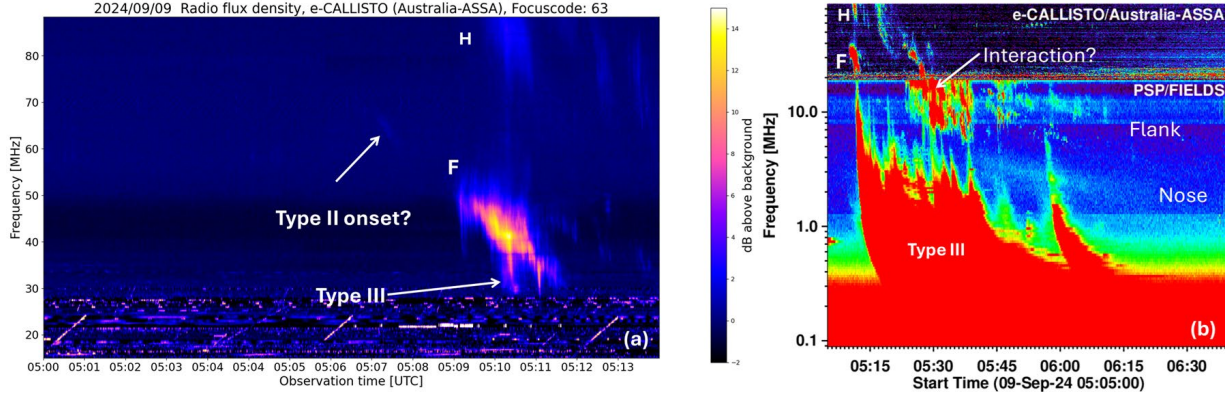 2024/09/09 Radio flux density, e-CALLISTO (Australia-ASSA), Focuscode: 63
H
F
Type II onset?
Type III
(a)
80
70
60
50
40
30
20
Frequency [MHz]
05:00 05:01 05:02 05:03 05:04 05:05 05:06 05:07 05:08 05:09 05:10 05:11 05:12 05:13
Observation time [UTC]
14
12
10
8
6
4
2
0
−2
dB above background
H
e-CALLISTO/Australia-ASSA
F
Interaction?
PSP/FIELDS
Flank
Nose
Type III
(b)
10.0
1.0
0.1
Frequency [MHz]
05:15 05:30 05:45 06:00 06:15 06:30
Start Time (09-Sep-24 05:05:00)